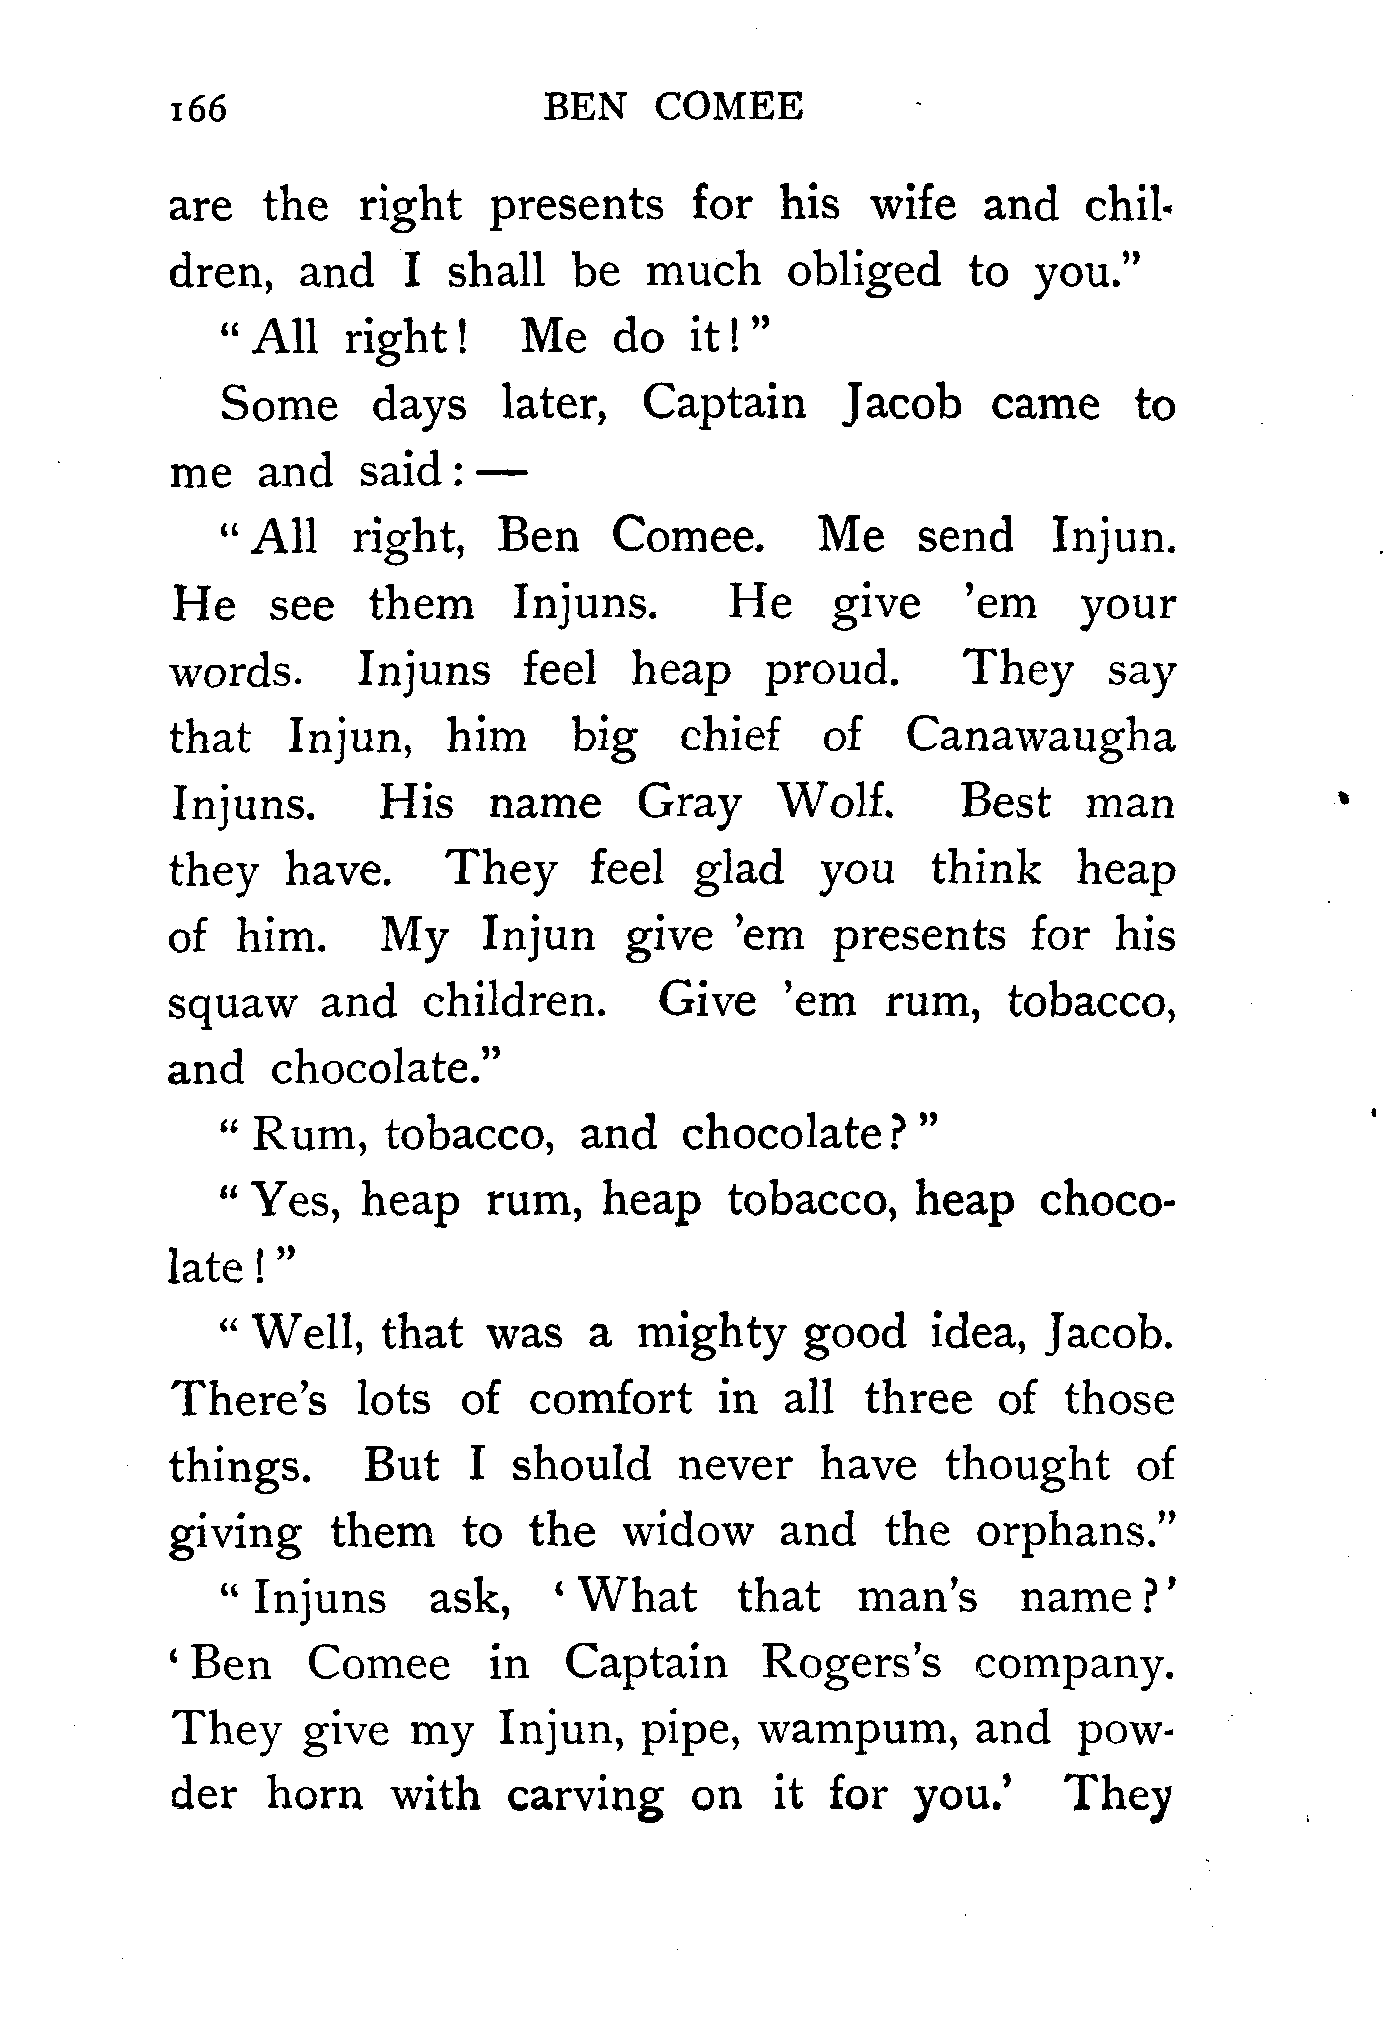 166 BEN COMEE
are the right presents for his wife and chil-
dren, and I shall be much obliged to you.”
“ All right! Me do it! ”
Some days later, Captain Jacob came to
me and said : —
“ All right, Ben Comee. Me send Injun.
He see them Injuns. He give ’em your
words. Injuns feel heap proud. They say
that Injun, him big chief of Canawaugha
Injuns. His name Gray Wolf. Best man
they have. They feel glad you think heap
of him. My Injun give ’em presents for his
squaw and children. Give ’em rum, tobacco,
and chocolate.”
“ Rum, tobacco, and chocolate? ”
“ Yes, heap rum, heap tobacco, heap choco-
late ! ”
“ Well, that was a mighty good idea, Jacob.
There’s lots of comfort in all three of those
things. But I should never have thought of
giving them to the widow and the orphans.”
“ Injuns ask, ‘ What that man’s name ? ’
‘ Ben Comee in Captain Rogers’s company.
They give my Injun, pipe, wampum, and pow-
der horn with carving on it for you.’ They